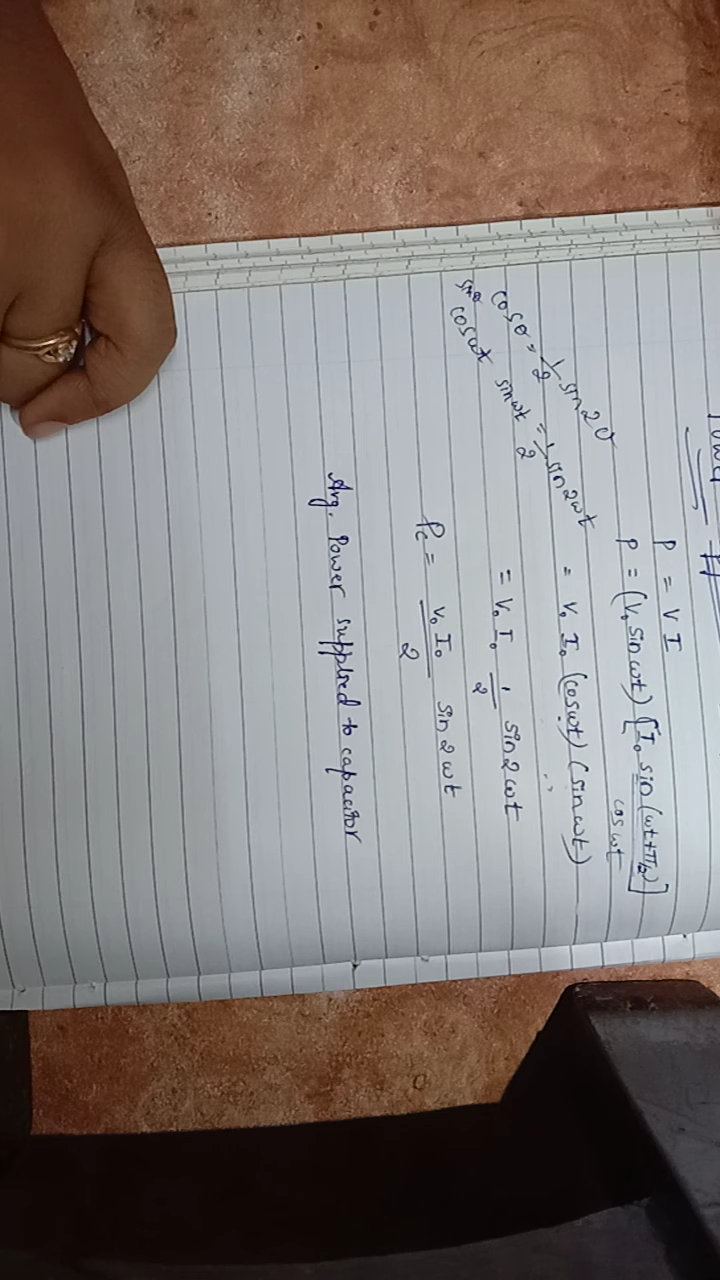 P = V I
P = (V₀ sin ωt) [I₀ sin (ωt + π/2)]
cos ωt
= V₀ I₀ (cos ωt) (sin ωt)
sinθ cosθ = 1/2 sin 2θ
cos ωt sin ωt = 1/2 sin 2ωt
= V₀ I₀ 1/2 sin 2ωt
Pc = V₀ I₀ / 2 sin 2ωt
Avg. Power supplied to capacitor